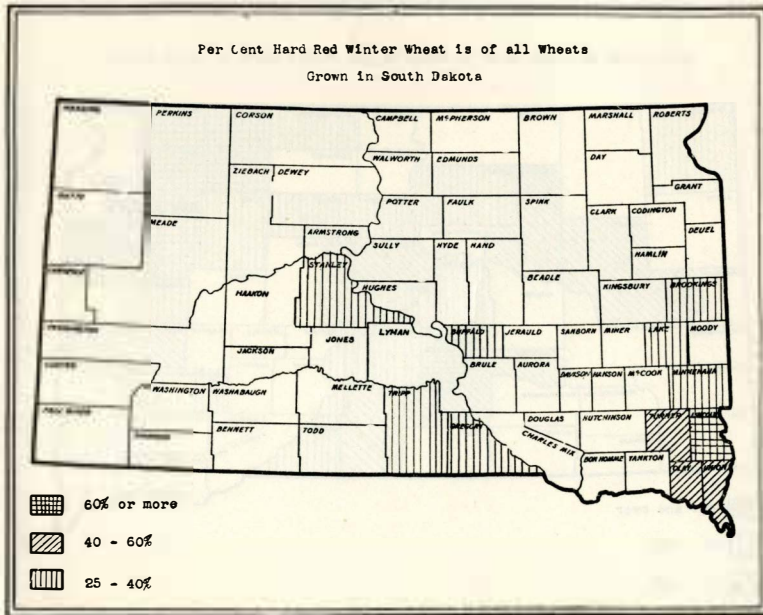 Per Cent Hard Red Winter Wheat is of all Wheats
Grown in South Dakota
PERKINS CORSON CAMPBELL McPHERSON BROWN MARSHALL ROBERTS
WALWORTH EDMUNDS DAY
ZIEBACH DEWEY
GRANT
POTTER FAULK SPINK CLARK CODINGTON
MEADE
ARMSTRONG DEUEL
SULLY HYDE HAND HAMLIN
STANLEY
HAAKON HUGHES BEADLE KINGSBURY BROOKINGS
JONES LYMAN BUFFALO JERAULD SANBORN MINER LAKE MOODY
JACKSON
BRULE AURORA DAVISON HANSON McCOOK MINNEHAHA
WASHINGTON WASHABAUGH MELLETTE TRIPP
DOUGLAS HUTCHINSON TURNER LINCOLN
BENNETT TODD GREGORY CHARLES MIX
BON HOMME YANKTON CLAY UNION
60% or more
40 - 60%
25 - 40%